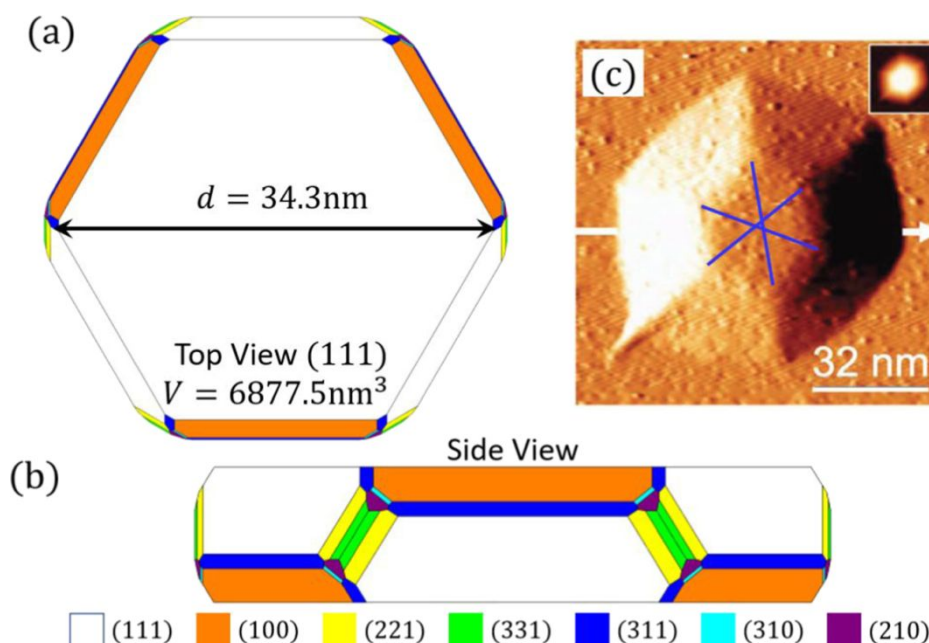 (a)
d = 34.3nm
Top View (111)
V = 6877.5nm³
(c)
32 nm
Side View
(b)
(111) (100) (221) (331) (311) (310) (210)